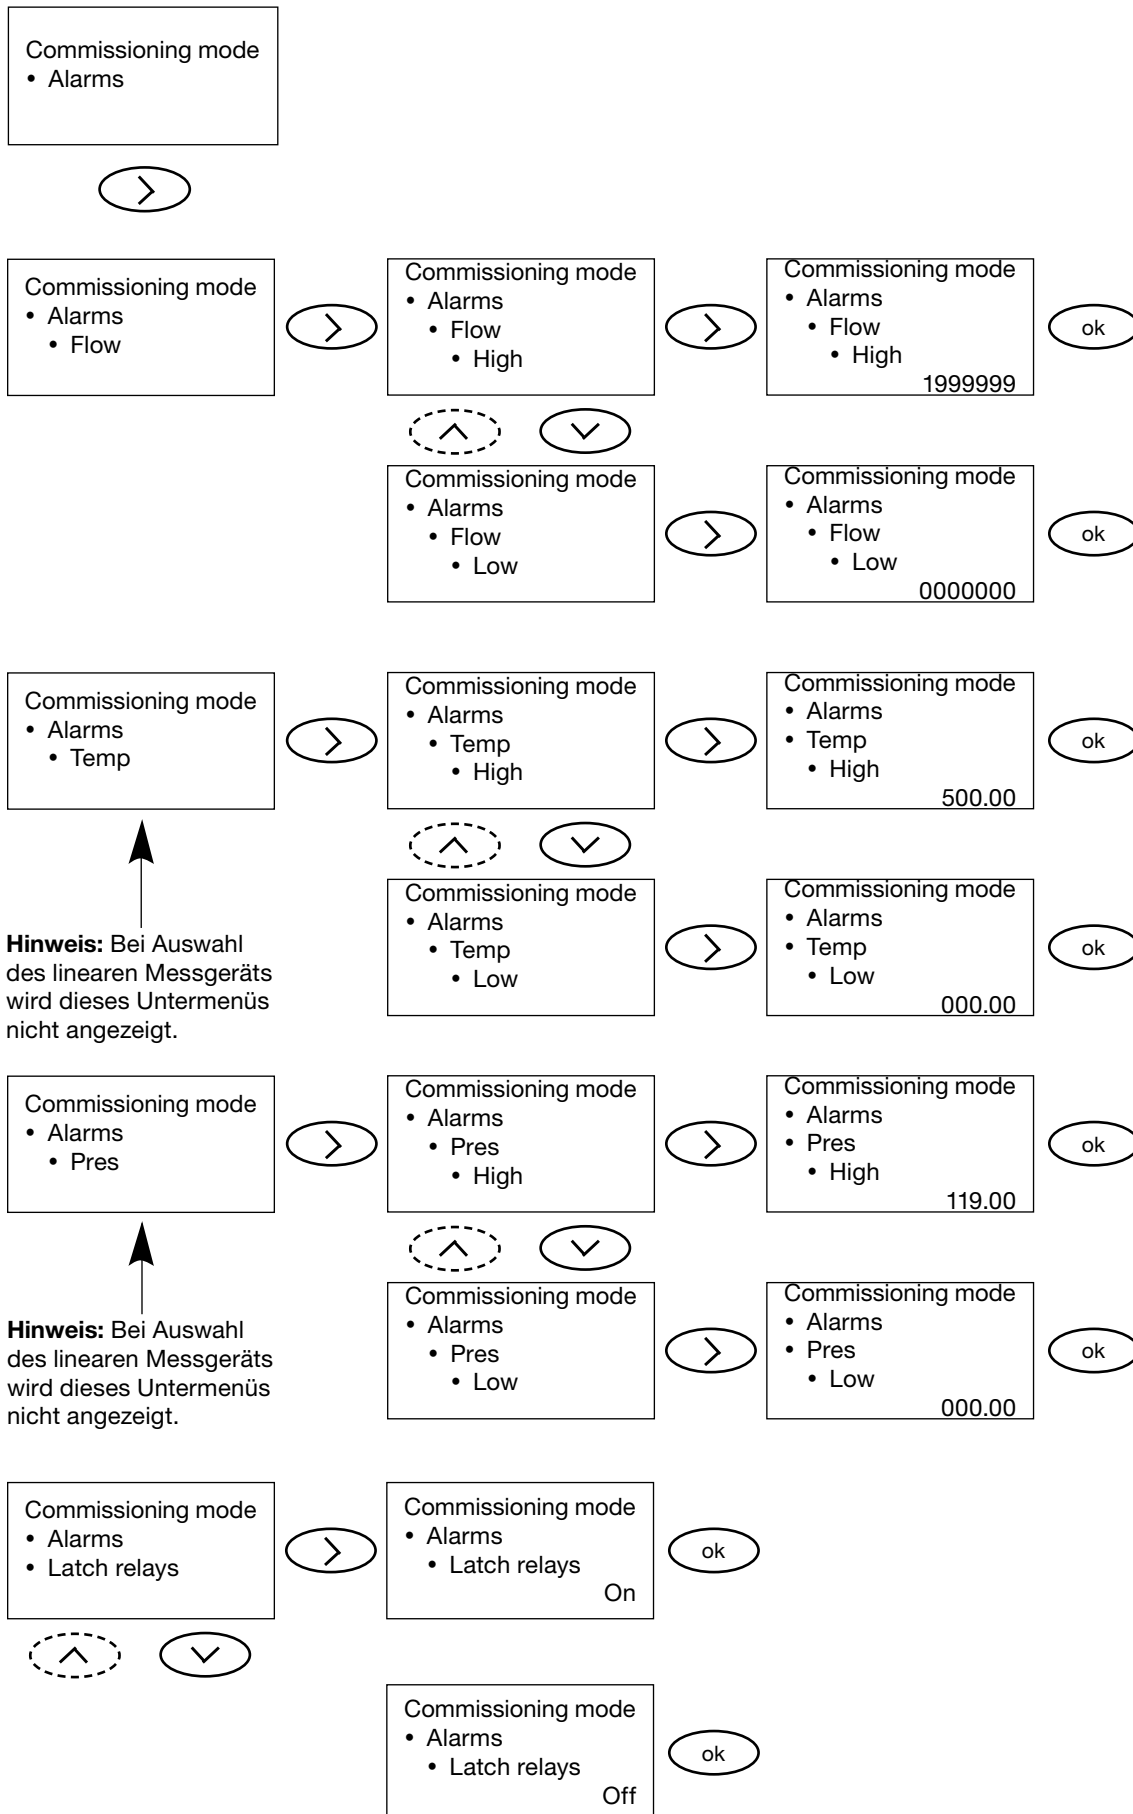 Commissioning mode
• Alarms
Commissioning mode
• Alarms
• Flow
Commissioning mode
• Alarms
• Flow
• High
Commissioning mode
• Alarms
• Flow
• High
1999999
ok
Commissioning mode
• Alarms
• Flow
• Low
Commissioning mode
• Alarms
• Flow
• Low
0000000
ok
Commissioning mode
• Alarms
• Temp
Commissioning mode
• Alarms
• Temp
• High
Commissioning mode
• Alarms
• Temp
• High
500.00
ok
Hinweis: Bei Auswahl
des linearen Messgeräts
wird dieses Untermenüs
nicht angezeigt.
Commissioning mode
• Alarms
• Temp
• Low
Commissioning mode
• Alarms
• Temp
• Low
000.00
ok
Commissioning mode
• Alarms
• Pres
Commissioning mode
• Alarms
• Pres
• High
Commissioning mode
• Alarms
• Pres
• High
119.00
ok
Hinweis: Bei Auswahl
des linearen Messgeräts
wird dieses Untermenüs
nicht angezeigt.
Commissioning mode
• Alarms
• Pres
• Low
Commissioning mode
• Alarms
• Pres
• Low
000.00
ok
Commissioning mode
• Alarms
• Latch relays
Commissioning mode
• Alarms
• Latch relays
On
ok
Commissioning mode
• Alarms
• Latch relays
Off
ok